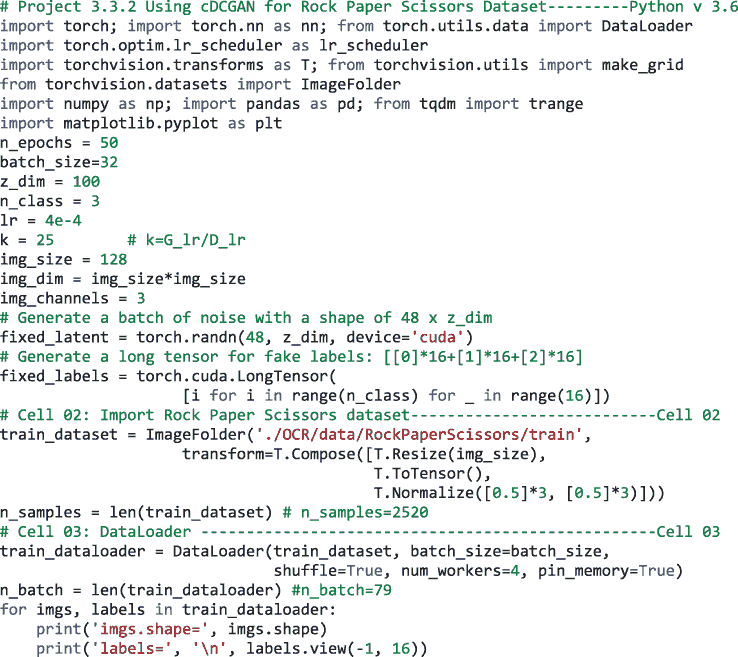 # Project 3.3.2 Using cDCGAN for Rock Paper Scissors Dataset---------Python v 3.6
import torch; import torch.nn as nn; from torch.utils.data import DataLoader
import torch.optim.lr_scheduler as lr_scheduler
import torchvision.transforms as T; from torchvision.utils import make_grid
from torchvision.datasets import ImageFolder
import numpy as np; import pandas as pd; from tqdm import trange
import matplotlib.pyplot as plt
n_epochs = 50
batch_size=32
z_dim = 100
n_class = 3
lr = 4e-4
k = 25        # k=G_lr/D_lr
img_size = 128
img_dim = img_size*img_size
img_channels = 3
# Generate a batch of noise with a shape of 48 x z_dim
fixed_latent = torch.randn(48, z_dim, device='cuda')
# Generate a long tensor for fake labels: [[0]*16+[1]*16+[2]*16]
fixed_labels = torch.cuda.LongTensor(
                    [i for i in range(n_class) for _ in range(16)])
# Cell 02: Import Rock Paper Scissors dataset---------------------------Cell 02
train_dataset = ImageFolder('./OCR/data/RockPaperScissors/train',
                    transform=T.Compose([T.Resize(img_size),
                                         T.ToTensor(),
                                         T.Normalize([0.5]*3, [0.5]*3)]))
n_samples = len(train_dataset) # n_samples=2520
# Cell 03: DataLoader --------------------------------------------------Cell 03
train_dataloader = DataLoader(train_dataset, batch_size=batch_size,
                              shuffle=True, num_workers=4, pin_memory=True)
n_batch = len(train_dataloader) #n_batch=79
for imgs, labels in train_dataloader:
    print('imgs.shape=', imgs.shape)
    print('labels=', '\n', labels.view(-1, 16))